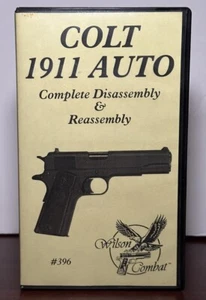 COLT
1911 AUTO
Complete Disassembly
&
Reassembly
Wilson
Combat
#396